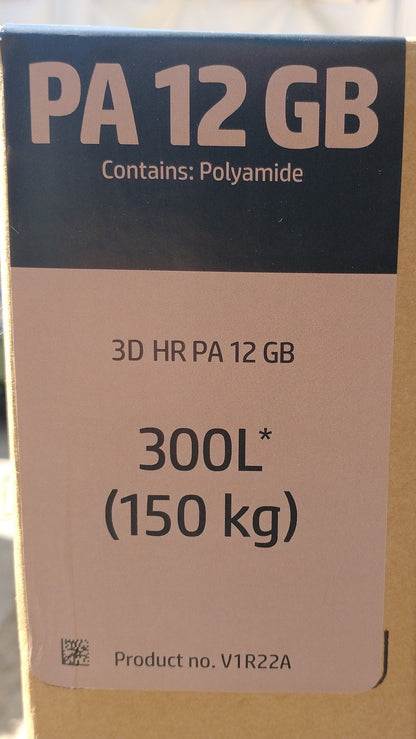 PA 12 GB
Contains: Polyamide
3D HR PA 12 GB
300L*
(150 kg)
Product no. V1R22A